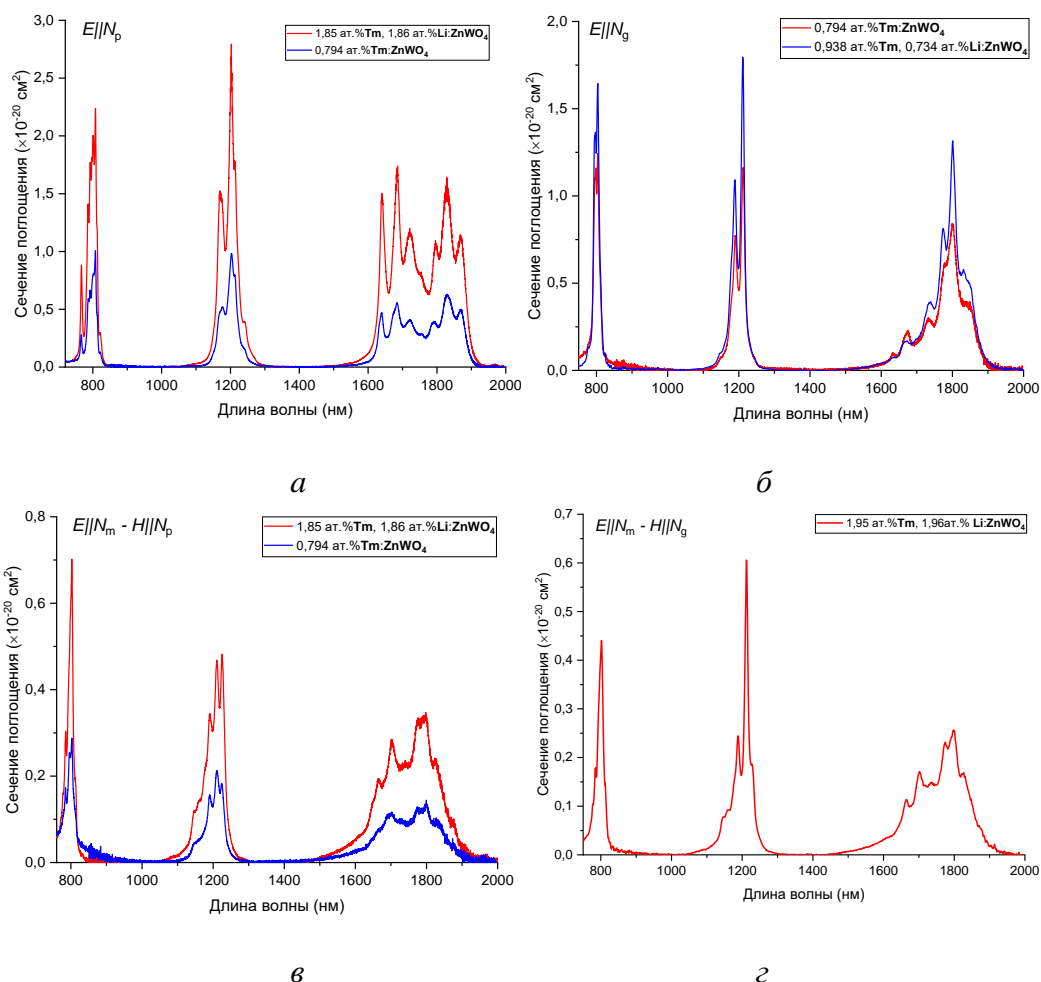 E||Np
1,85 ат.%Tm, 1,86 ат.%Li:ZnWO4
0,794 ат.%Tm:ZnWO4
Сечение поглощения (×10-20 см2)
3,0
2,5
2,0
1,5
1,0
0,5
0,0
800 1000 1200 1400 1600 1800 2000
Длина волны (нм)
а
E||Ng
0,794 ат.%Tm:ZnWO4
0,938 ат.%Tm, 0,734 ат.%Li:ZnWO4
Сечение поглощения (×10-20 см2)
2,0
1,5
1,0
0,5
0,0
800 1000 1200 1400 1600 1800 2000
Длина волны (нм)
б
E||Nm - H||Np
1,85 ат.%Tm, 1,86 ат.%Li:ZnWO4
0,794 ат.%Tm:ZnWO4
Сечение поглощения (×10-20 см2)
0,8
0,6
0,4
0,2
0,0
800 1000 1200 1400 1600 1800 2000
Длина волны (нм)
в
E||Nm - H||Ng
1,95 ат.%Tm, 1,96ат.% Li:ZnWO4
Сечение поглощения (×10-20 см2)
0,7
0,6
0,5
0,4
0,3
0,2
0,1
0,0
800 1000 1200 1400 1600 1800 2000
Длина волны (нм)
г